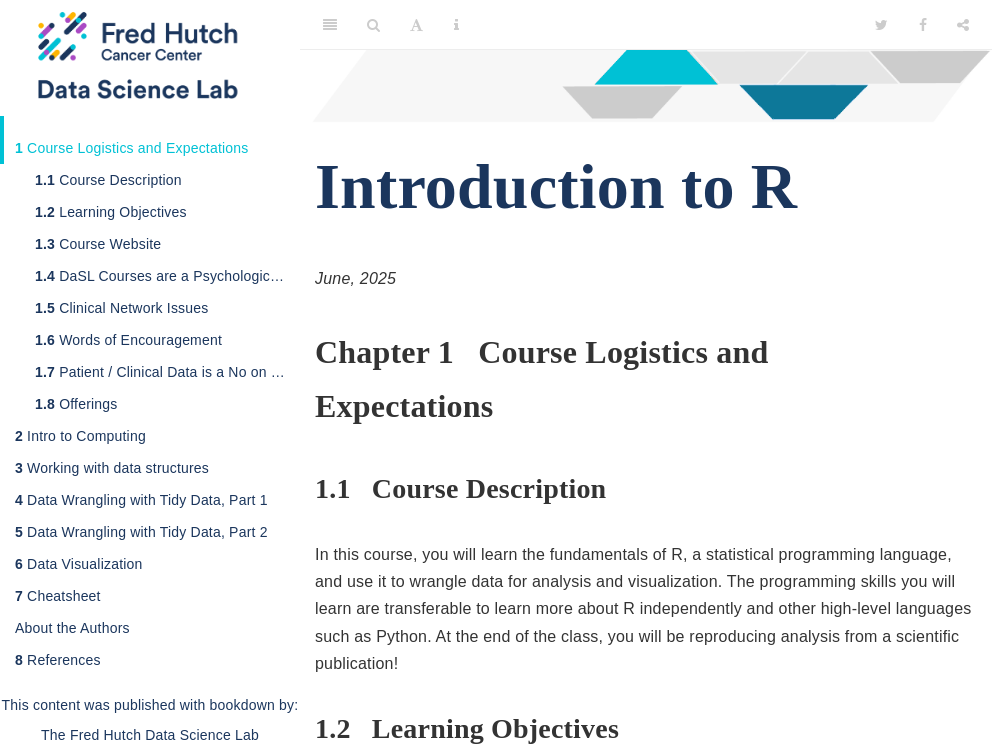 Fred Hutch
Cancer Center
Data Science Lab
1 Course Logistics and Expectations
1.1 Course Description
1.2 Learning Objectives
1.3 Course Website
1.4 DaSL Courses are a Psychologic…
1.5 Clinical Network Issues
1.6 Words of Encouragement
1.7 Patient / Clinical Data is a No on …
1.8 Offerings
2 Intro to Computing
3 Working with data structures
4 Data Wrangling with Tidy Data, Part 1
5 Data Wrangling with Tidy Data, Part 2
6 Data Visualization
7 Cheatsheet
About the Authors
8 References
This content was published with bookdown by:
The Fred Hutch Data Science Lab
A
Introduction to R
June, 2025
Chapter 1 Course Logistics and
Expectations
1.1 Course Description
In this course, you will learn the fundamentals of R, a statistical programming language,
and use it to wrangle data for analysis and visualization. The programming skills you will
learn are transferable to learn more about R independently and other high-level languages
such as Python. At the end of the class, you will be reproducing analysis from a scientific
publication!
1.2 Learning Objectives